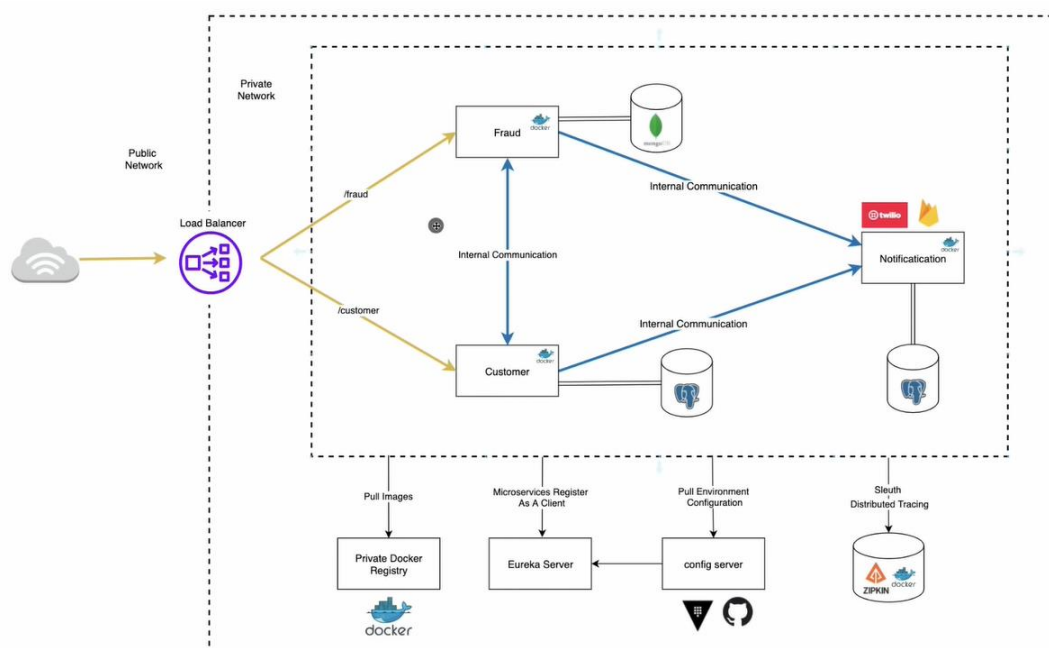 Private
Network
Public
Network
Fraud
docker
mongoDB
/fraud
Internal Communication
twilio
Load Balancer
Internal Communication
Notificatication
docker
/customer
Internal Communication
Customer
docker
Pull Images
Microservices Register
As A Client
Pull Environment
Configuration
Sleuth
Distributed Tracing
Private Docker
Registry
Eureka Server
config server
ZIPKIN
docker
docker